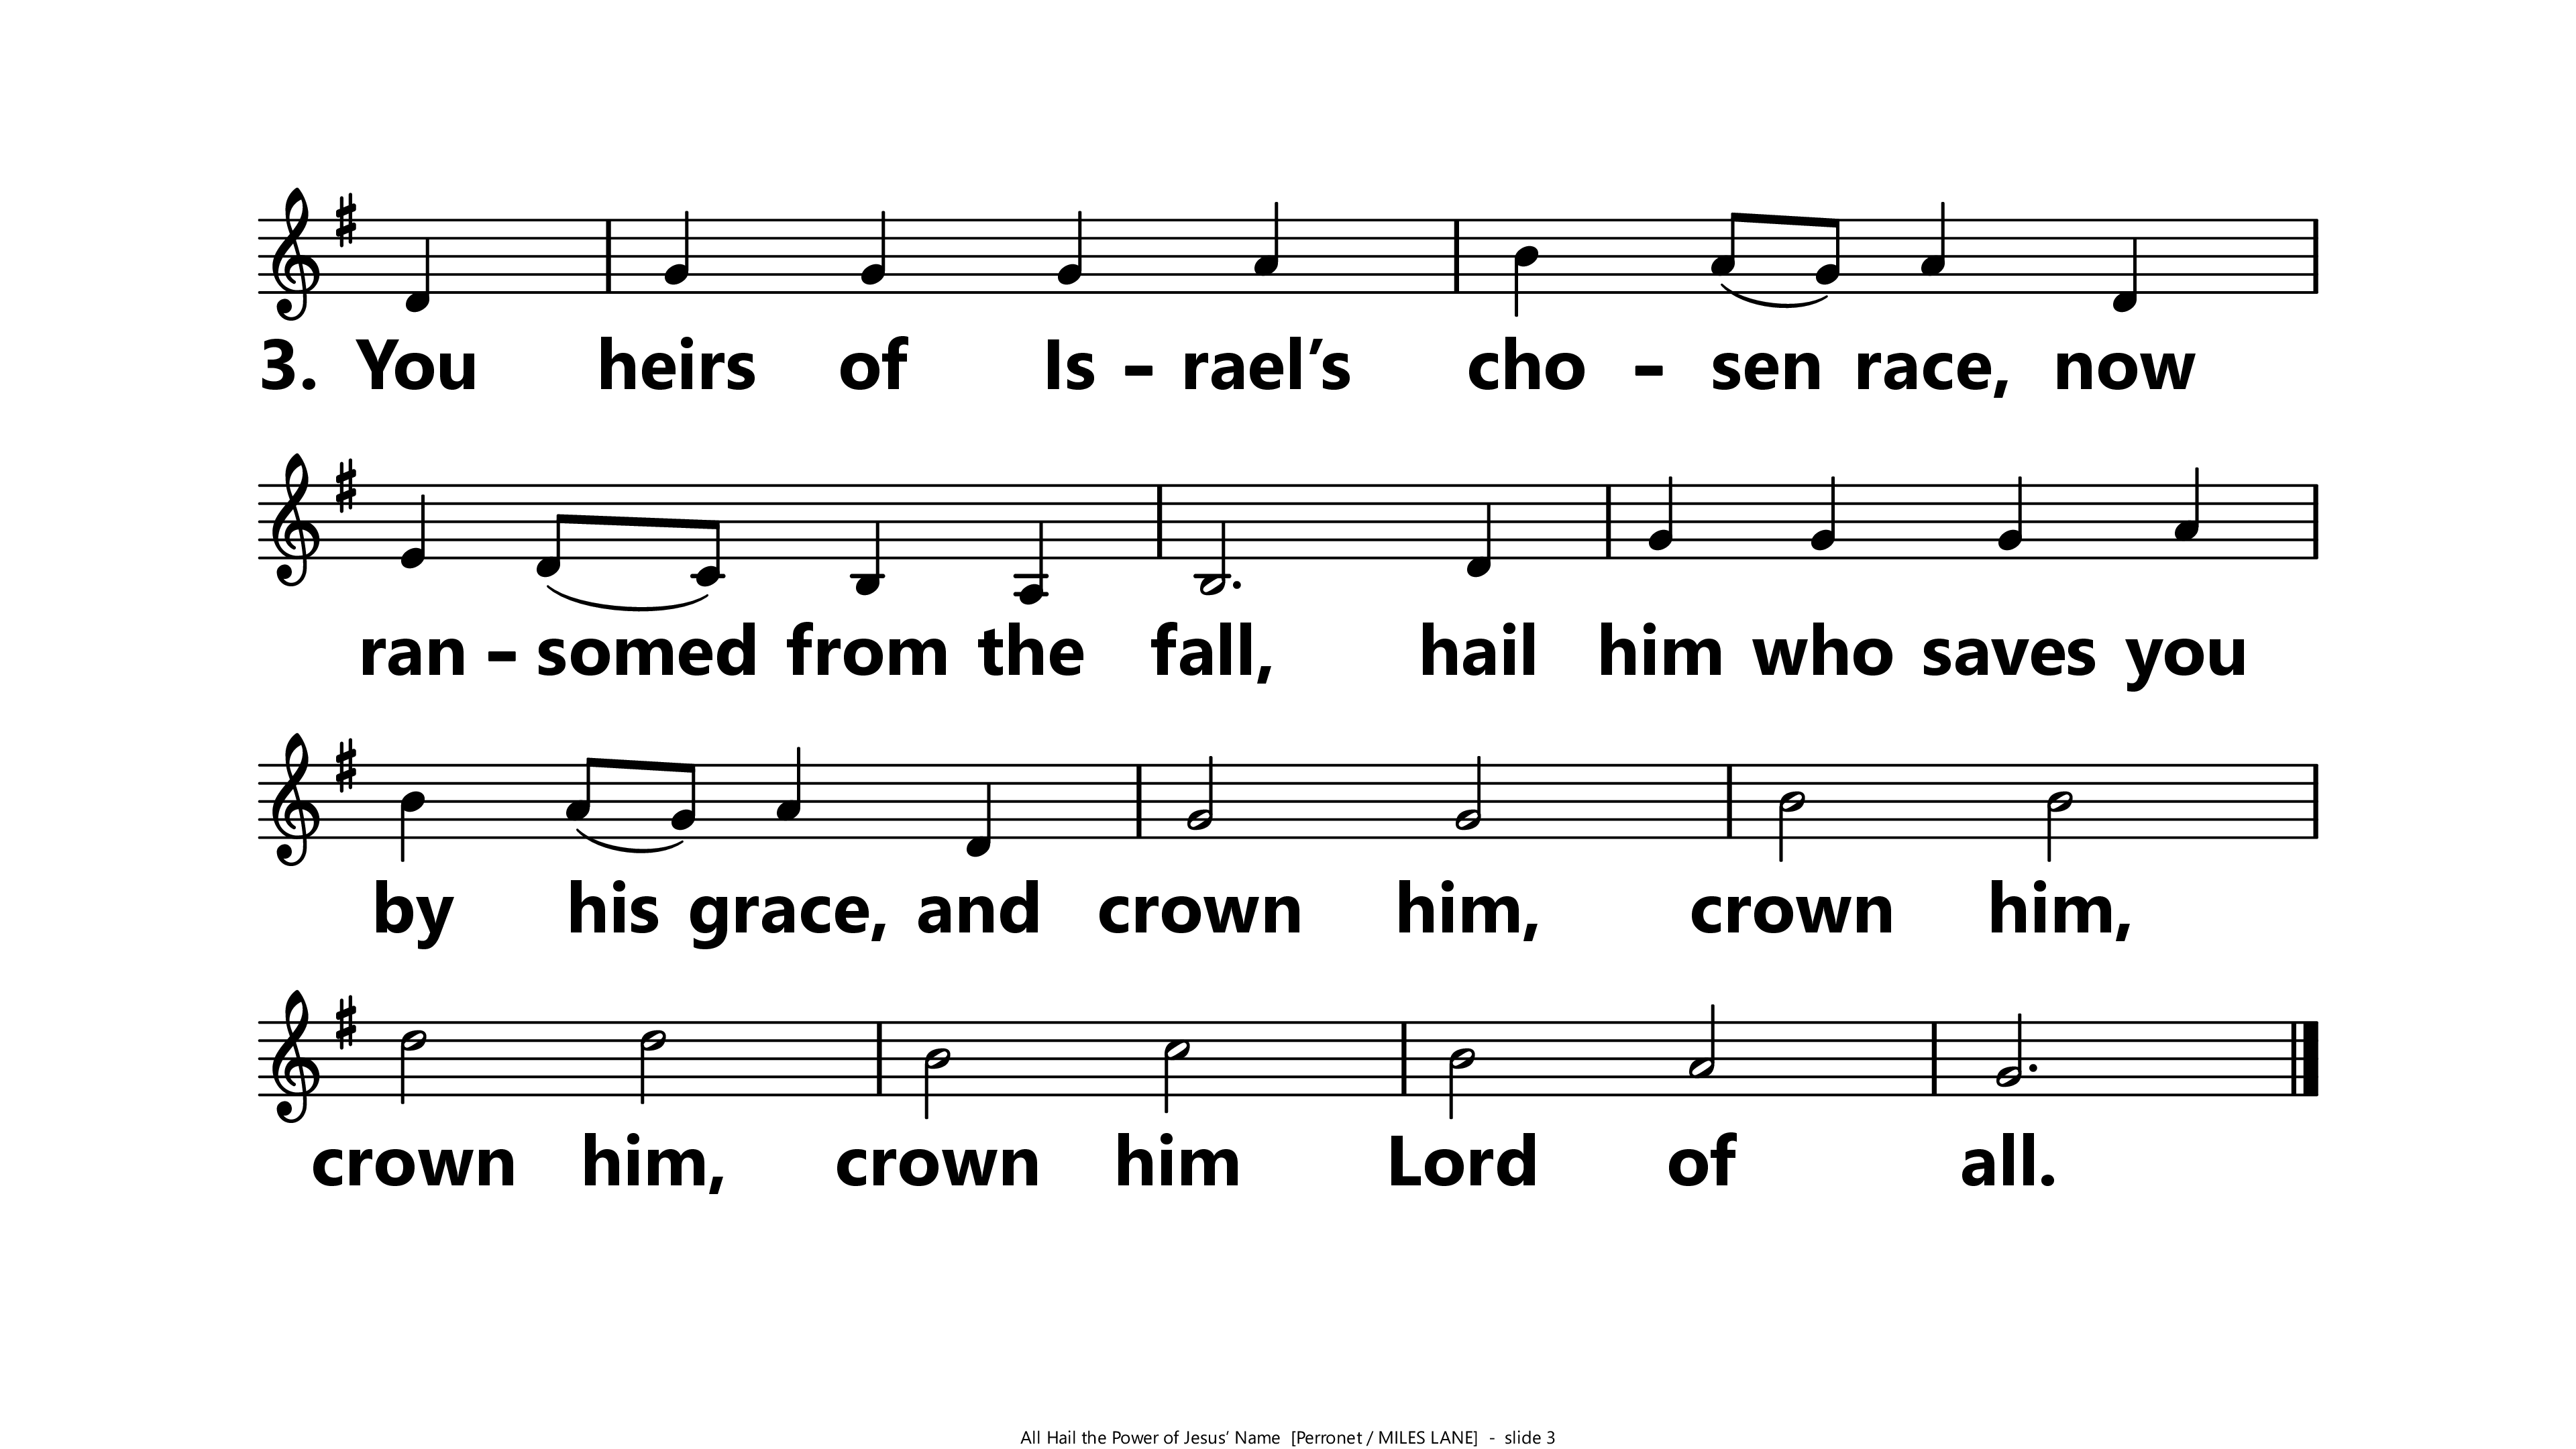 3. You heirs of Is – rael’s cho – sen race, now
ran – somed from the fall, hail him who saves you
by his grace, and crown him, crown him,
crown him, crown him Lord of all.
All Hail the Power of Jesus‘ Name [Perronet / MILES LANE] - slide 3